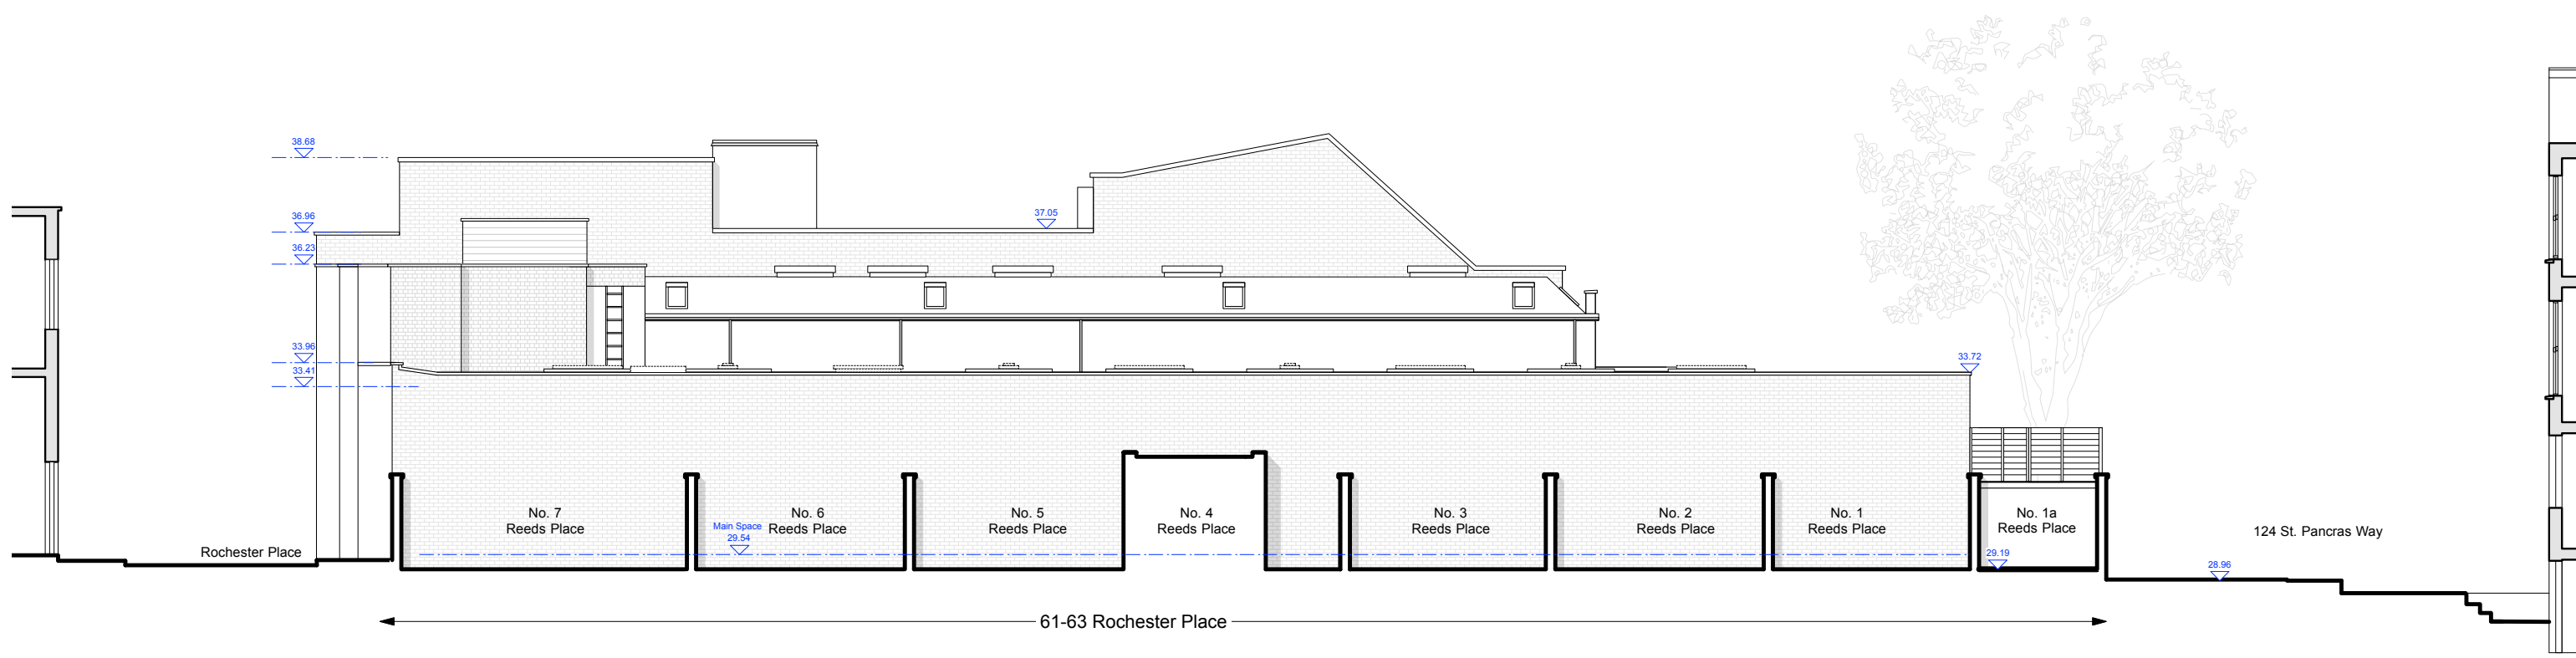 38.68
36.96
37.05
36.23
33.96
33.41
33.72
No. 7
Reeds Place
Main Space
29.54
No. 6
Reeds Place
No. 5
Reeds Place
No. 4
Reeds Place
No. 3
Reeds Place
No. 2
Reeds Place
No. 1
Reeds Place
No. 1a
Reeds Place
29.19
Rochester Place
124 St. Pancras Way
28.96
61-63 Rochester Place